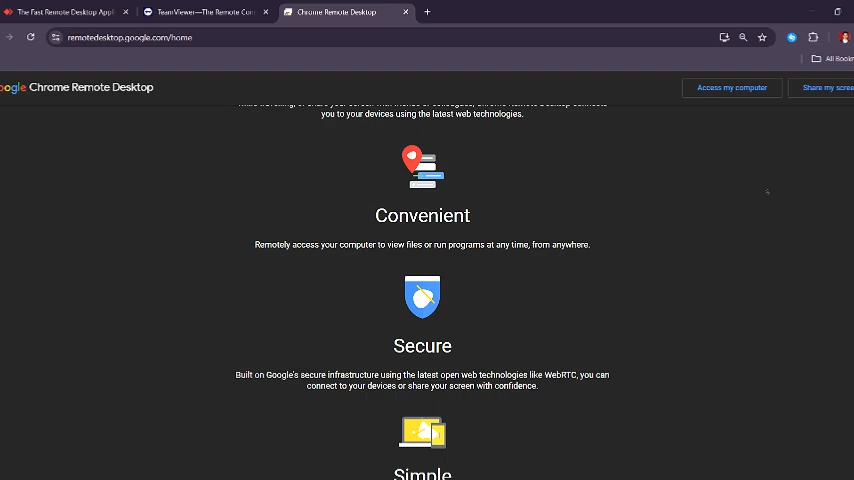 The Fast Remote Desktop Appl
TeamViewer—The Remote Con
Chrome Remote Desktop
remotedesktop.google.com/home
All Bookm
ogle Chrome Remote Desktop
Access my computer
Share my scree
you to your devices using the latest web technologies.
Convenient
Remotely access your computer to view files or run programs at any time, from anywhere.
Secure
Built on Google's secure infrastructure using the latest open web technologies like WebRTC, you can
connect to your devices or share your screen with confidence.
Simple